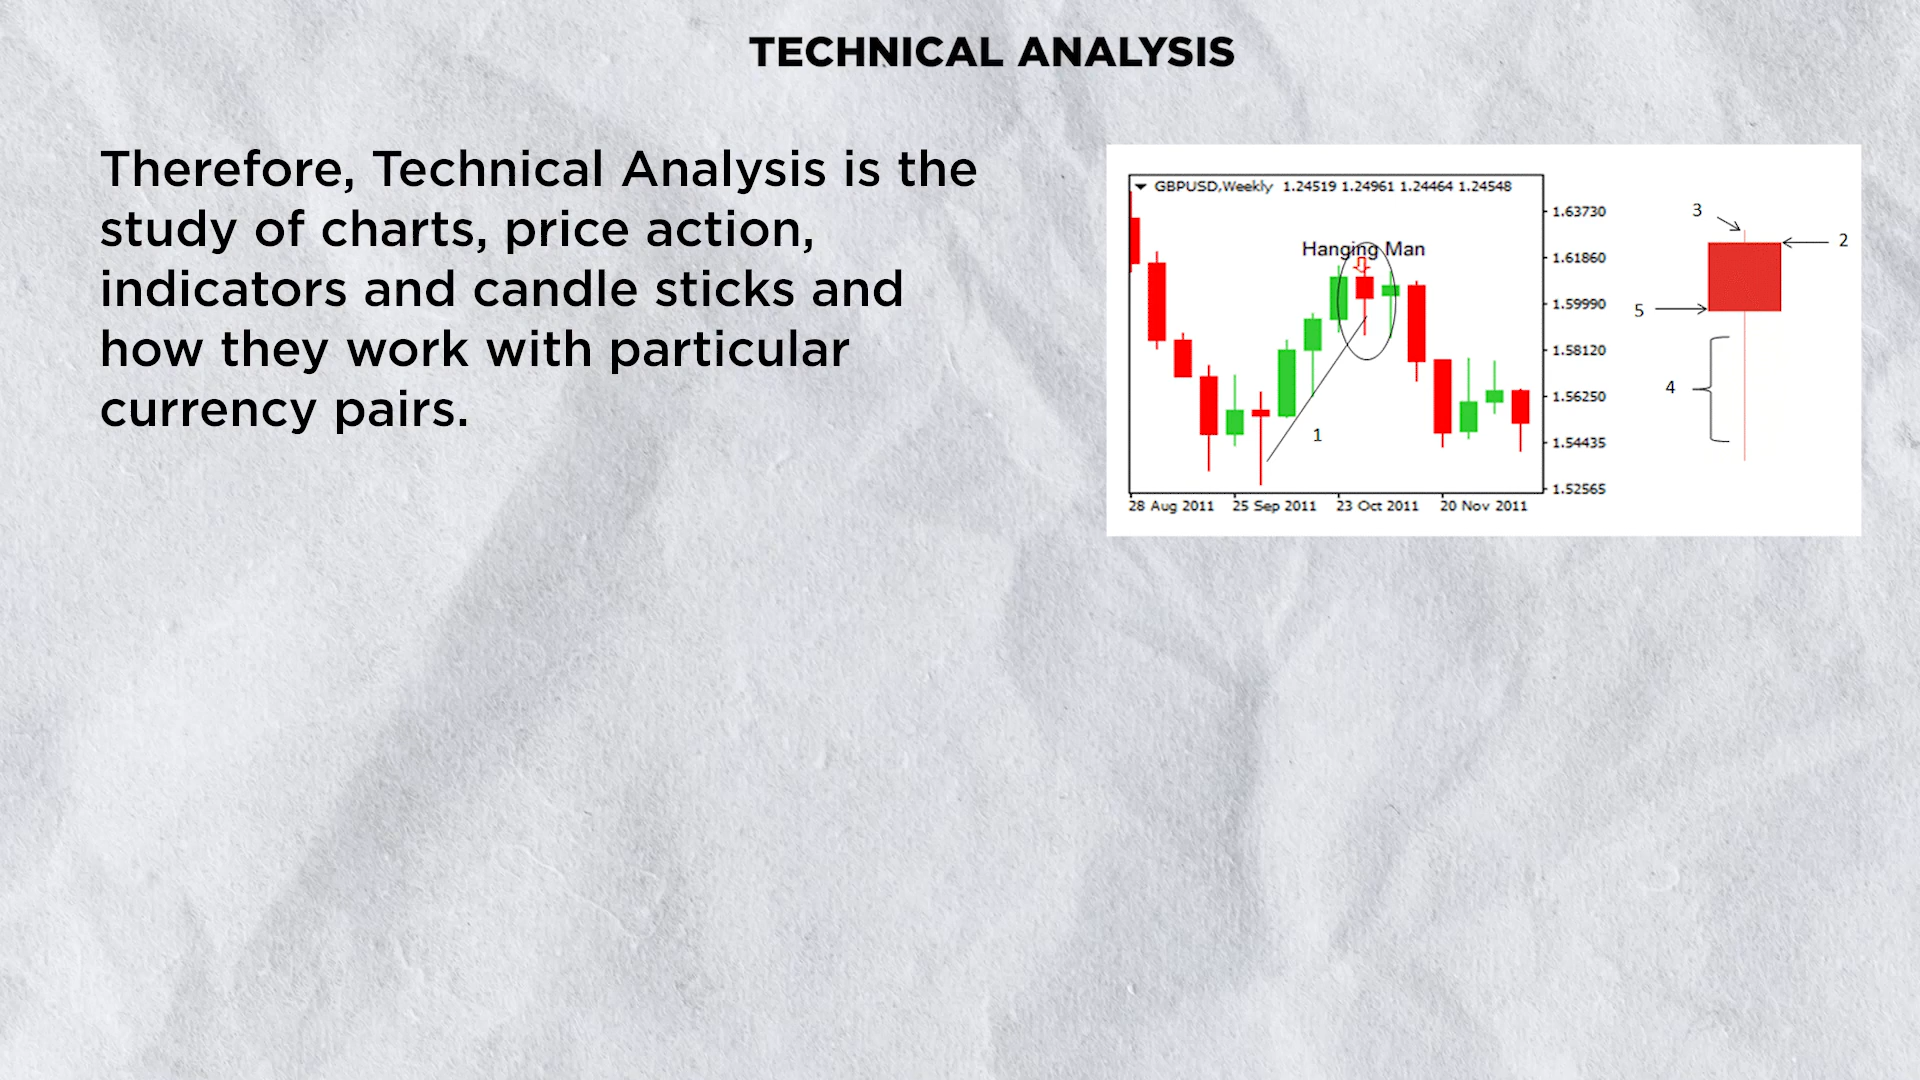 TECHNICAL ANALYSIS
Therefore, Technical Analysis is the
study of charts, price action,
indicators and candle sticks and
how they work with particular
currency pairs.
GBPUSD,Weekly 1.24519 1.24961 1.24464 1.24548
Hanging Man
1
1.63730
1.61860
1.59990
1.58120
1.56250
1.54435
1.52565
28 Aug 2011 25 Sep 2011 23 Oct 2011 20 Nov 2011
3
2
5
4